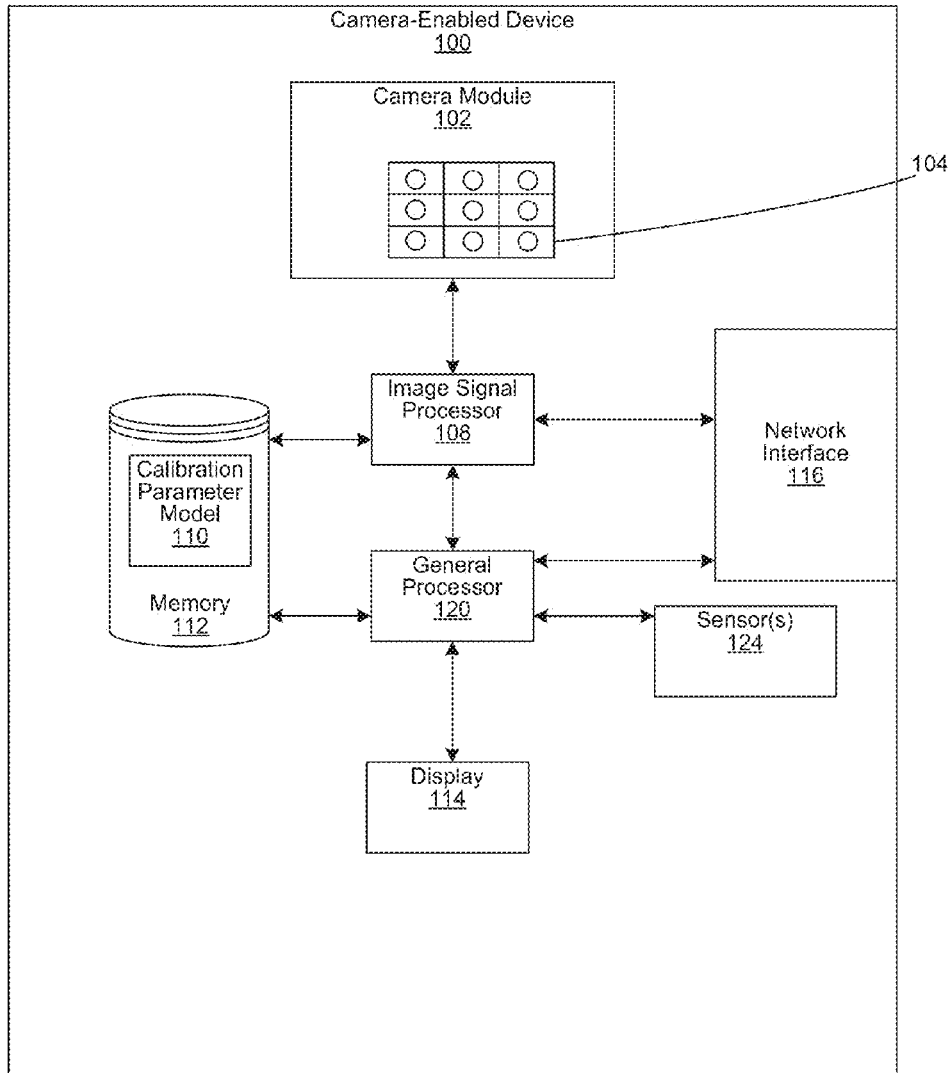 Camera-Enabled Device
100
Camera Module
102
104
Image Signal
Processor
108
Network
Interface
116
Calibration
Parameter
Model
110
Memory
112
General
Processor
120
Sensor(s)
124
Display
114